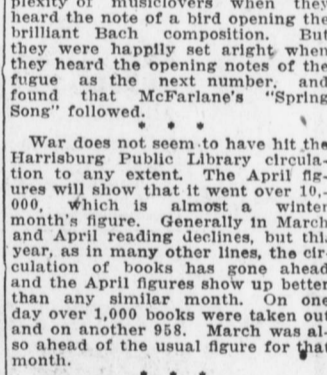 plexity of musiclovers when they
heard the note of a bird opening the
brilliant Bach composition. But
they were happily set aright when
they heard the opening notes of the
fugue as the next number, and
found that McFarlane's "Spring
Song" followed.
* * *
War does not seem to have hit the
Harrisburg Public Library circula-
tion to any extent. The April fig-
ures will show that it went over 10,-
000, which is almost a winter
month's figure. Generally in March
and April reading declines, but this
year, as in many other lines, the cir-
culation of books has gone ahead
and the April figures show up better
than any similar month. On one
day over 1,000 books were taken out
and on another 958. March was al-
so ahead of the usual figure for that
month.
* * *